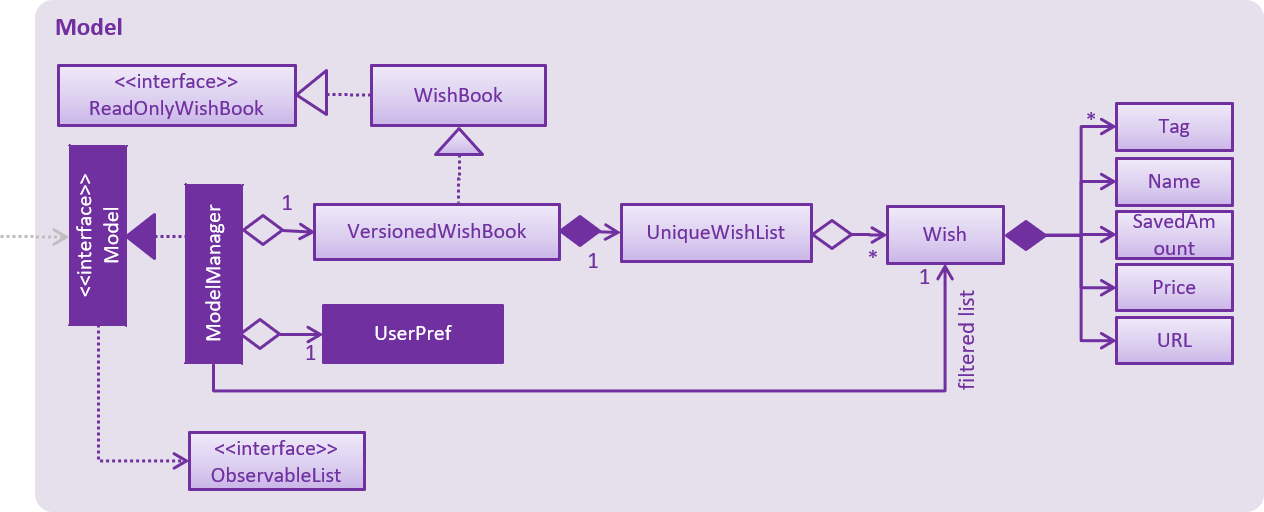 Model
<<interface>>
ReadOnlyWishBook
WishBook
<<interface>>
Model
ModelManager
1
VersionedWishBook
1
UniqueWishList
*
Wish
1
filtered list
*
Tag
Name
SavedAm
ount
Price
URL
1
UserPref
<<interface>>
ObservableList